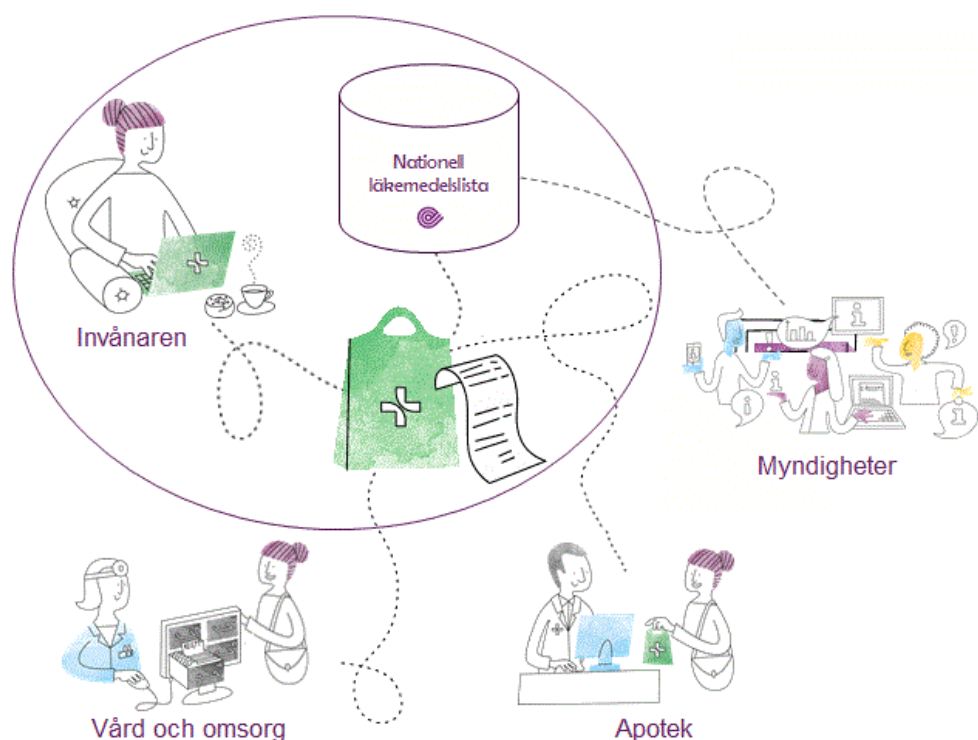 Nationell
läkemedelslista
Invånaren
Myndigheter
Vård och omsorg
Apotek